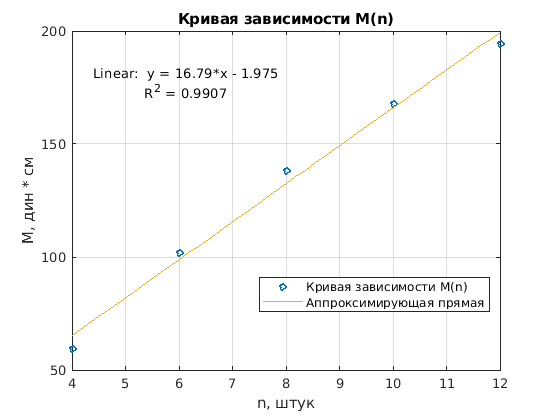 Кривая зависимости M(n)
200
150
100
50
M, дин * см
Linear: y = 16.79*x - 1.975
R² = 0.9907
Кривая зависимости M(n)
Аппроксимирующая прямая
4 5 6 7 8 9 10 11 12
n, штук